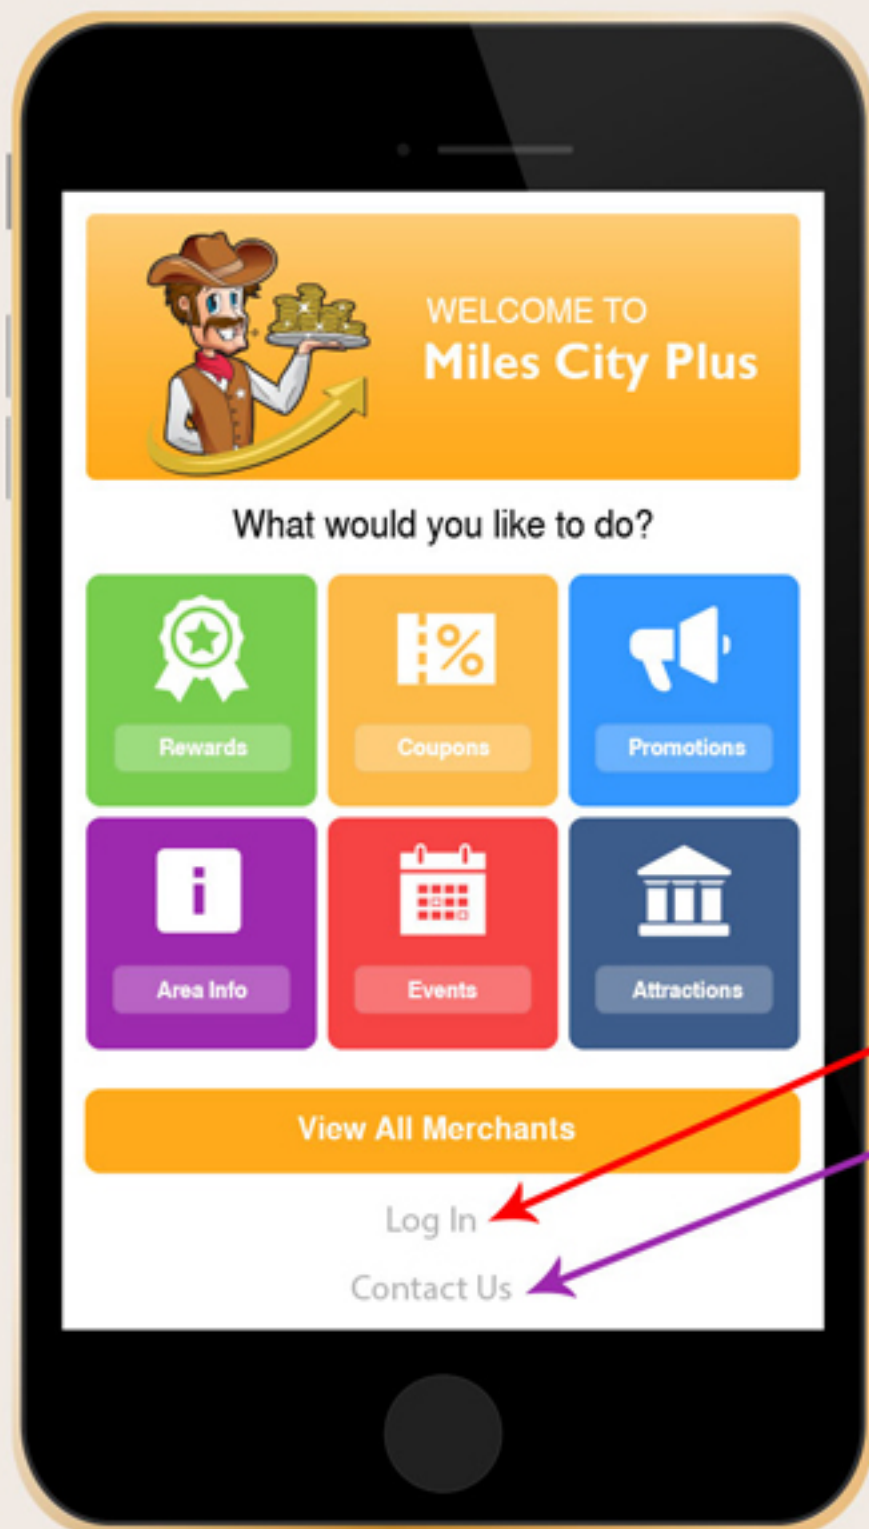 WELCOME TO
Miles City Plus
What would you like to do?
Rewards
Coupons
Promotions
Area Info
Events
Attractions
View All Merchants
Log In
Contact Us